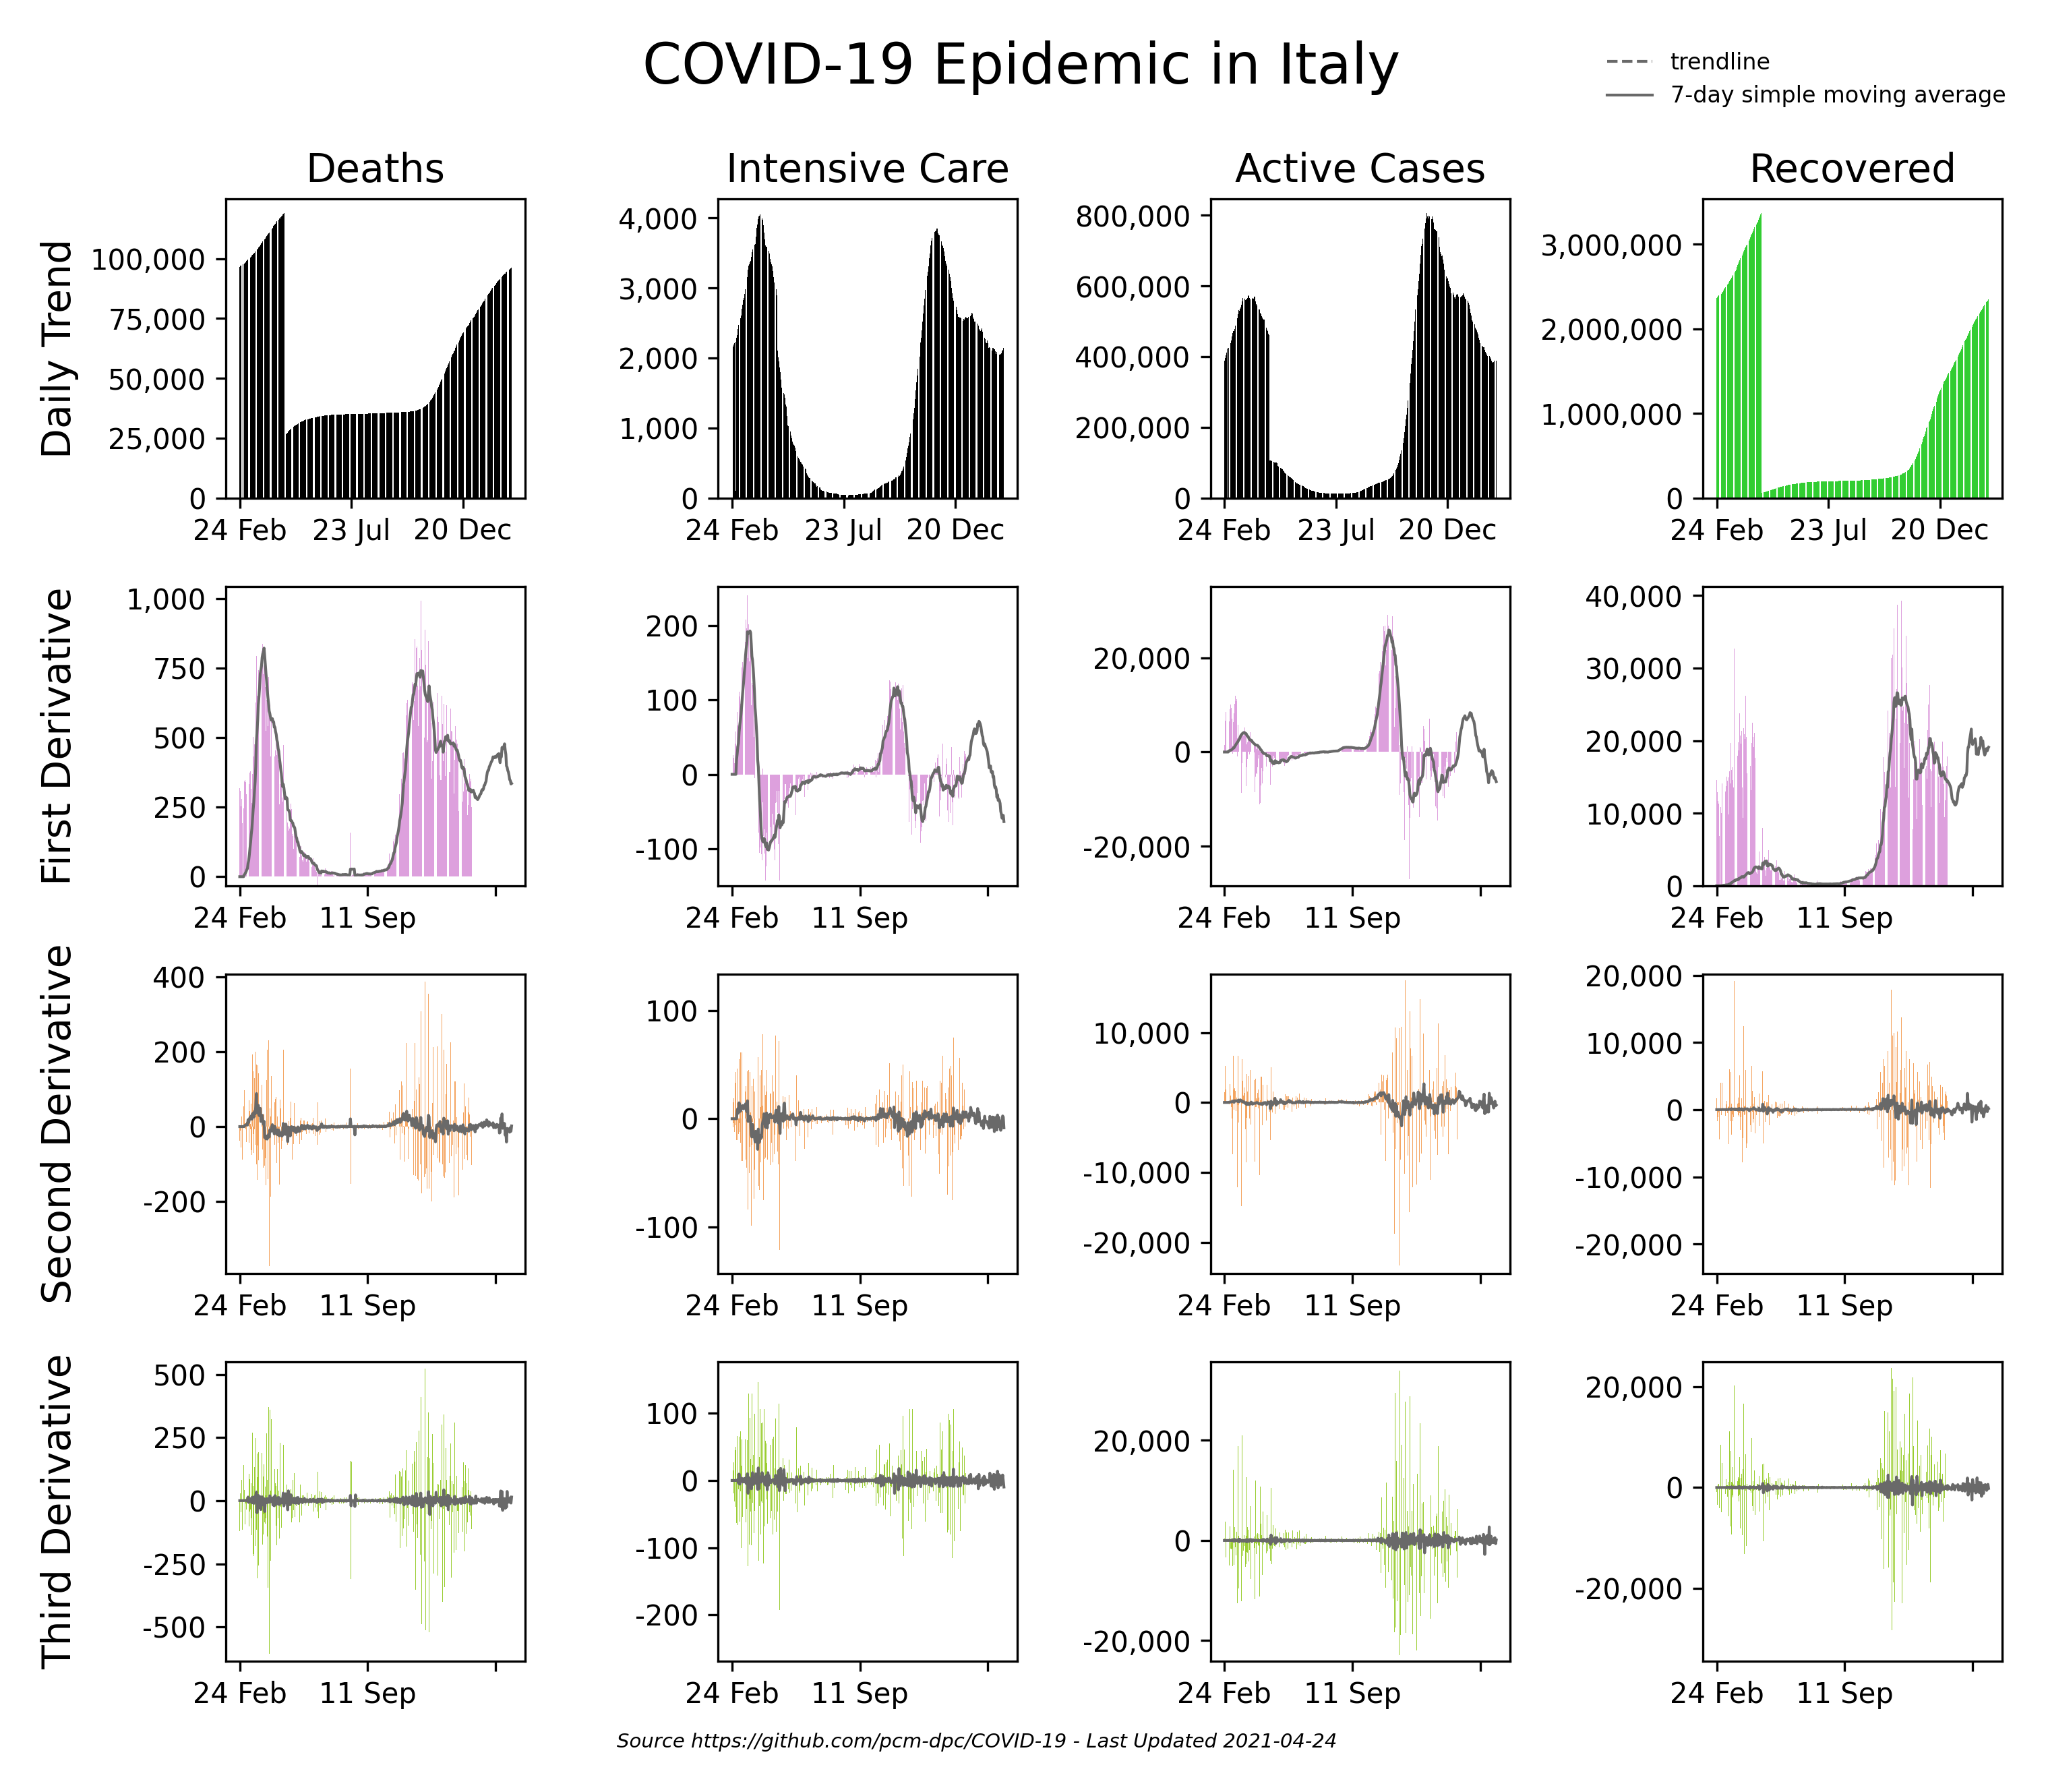 COVID-19 Epidemic in Italy
trendline
7-day simple moving average
Deaths
Intensive Care
Active Cases
Recovered
Daily Trend
100,000
75,000
50,000
25,000
0
24 Feb 23 Jul 20 Dec
4,000
3,000
2,000
1,000
0
24 Feb 23 Jul 20 Dec
800,000
600,000
400,000
200,000
0
24 Feb 23 Jul 20 Dec
3,000,000
2,000,000
1,000,000
0
24 Feb 23 Jul 20 Dec
First Derivative
1,000
750
500
250
0
24 Feb 11 Sep
200
100
0
-100
24 Feb 11 Sep
20,000
0
-20,000
24 Feb 11 Sep
40,000
30,000
20,000
10,000
0
24 Feb 11 Sep
Second Derivative
400
200
0
-200
24 Feb 11 Sep
100
0
-100
24 Feb 11 Sep
10,000
0
-10,000
-20,000
24 Feb 11 Sep
20,000
10,000
0
-10,000
-20,000
24 Feb 11 Sep
Third Derivative
500
250
0
-250
-500
24 Feb 11 Sep
100
0
-100
-200
24 Feb 11 Sep
20,000
0
-20,000
24 Feb 11 Sep
20,000
0
-20,000
24 Feb 11 Sep
Source https://github.com/pcm-dpc/COVID-19 - Last Updated 2021-04-24